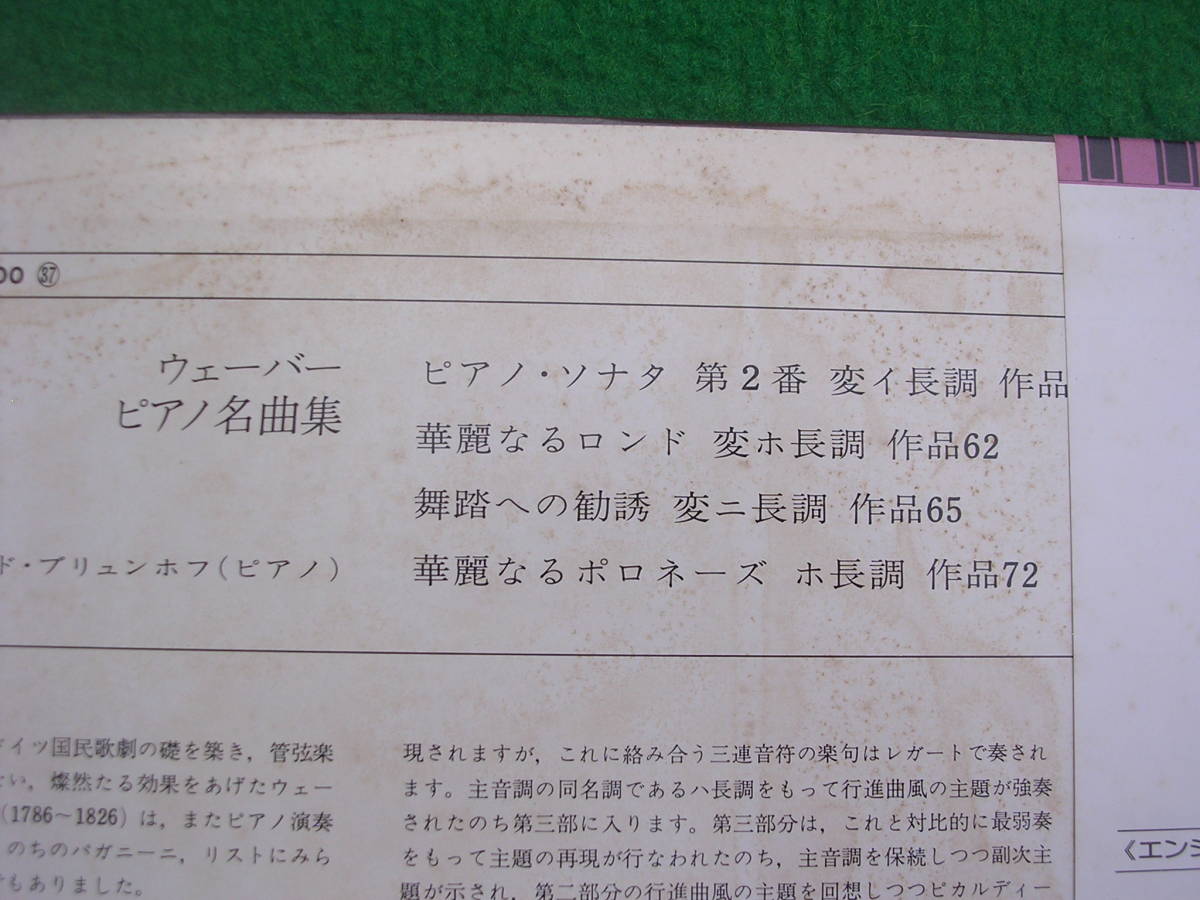 00 ㊲
ウェーバー
ピアノ名曲集
ド・ブリュンホフ(ピアノ)
ピアノ・ソナタ 第2番 変イ長調 作品
華麗なるロンド 変ホ長調 作品62
舞踏への勧誘 変ニ長調 作品65
華麗なるポロネーズ ホ長調 作品72
ドイツ国民歌劇の礎を築き，管弦楽
い，燦然たる効果をあげたウェー
(1786〜1826)は，またピアノ演奏
のちのパガニーニ，リストにみら
もありました。
現されますが，これに絡み合う三連音符の楽句はレガートで奏され
ます。主音調の同名調であるハ長調をもって行進曲風の主題が強奏
されたのち第三部に入ります。第三部分は，これと対比的に最弱奏
をもって主題の再現が行なわれたのち，主音調を保続しつつ副次主
題が示され，第二部分の行進曲風の主題を回想しつつピカルディー
《エンジ